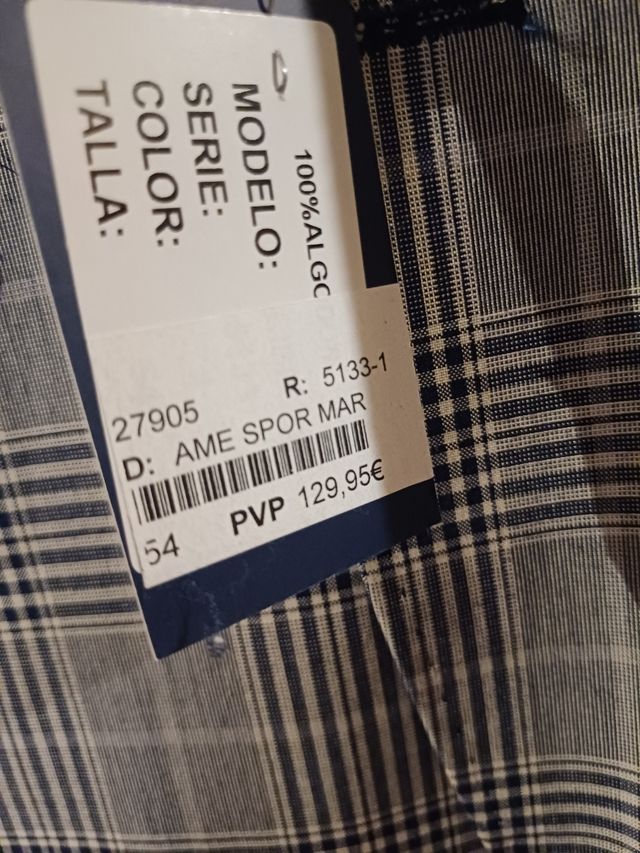 100%ALGO
MODELO:
SERIE:
COLOR:
TALLA:
27905
R: 5133-1
D: AME SPOR MAR
54
PVP 129,95€